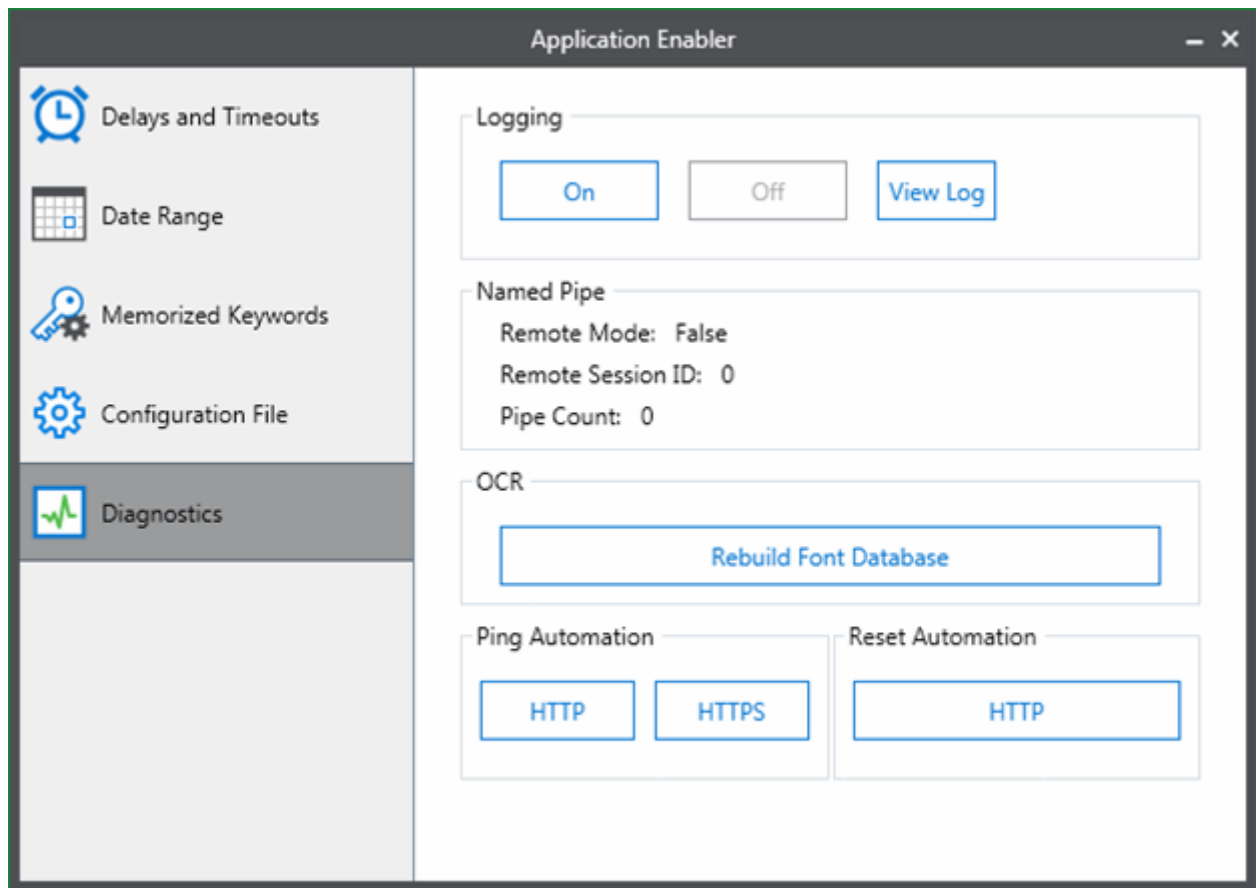 Application Enabler
Delays and Timeouts
Date Range
Memorized Keywords
Configuration File
Diagnostics
Logging
On Off View Log
Named Pipe
Remote Mode: False
Remote Session ID: 0
Pipe Count: 0
OCR
Rebuild Font Database
Ping Automation
HTTP HTTPS
Reset Automation
HTTP